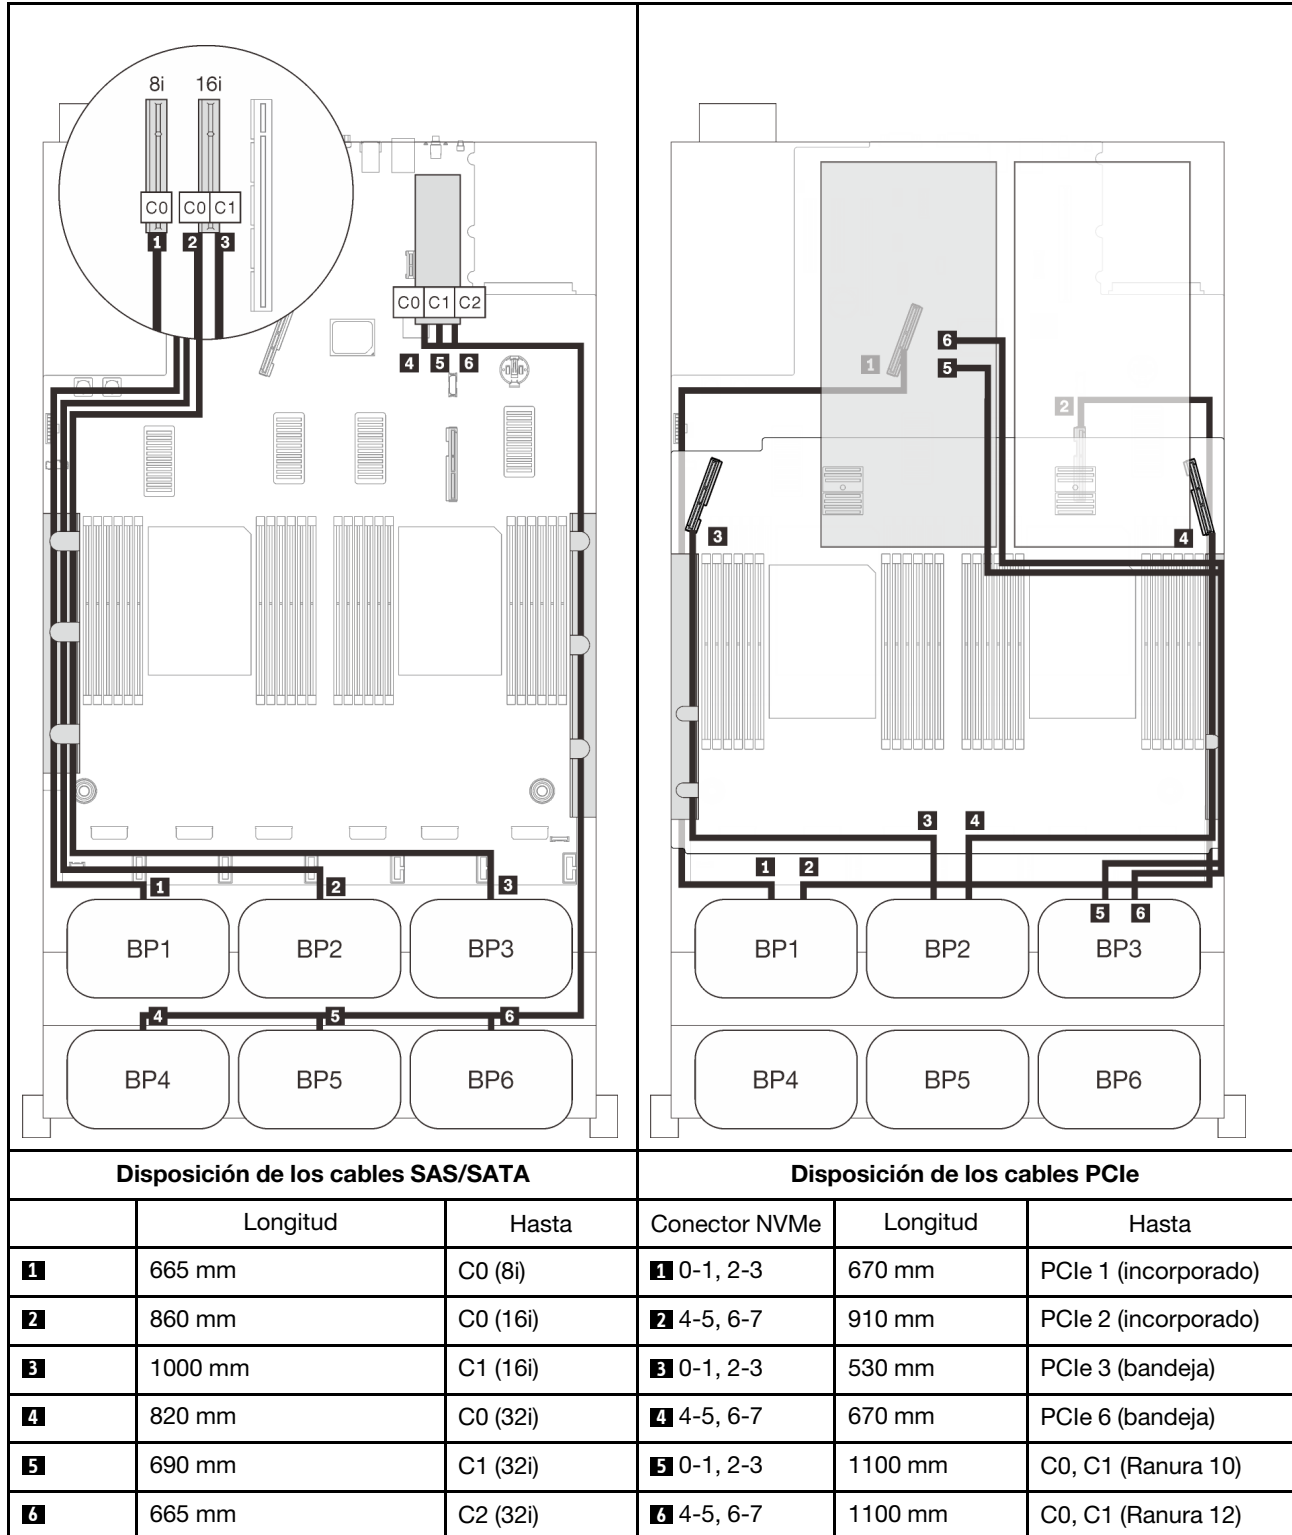 8i 16i
C0 C0 C1
1 2 3
C0 C1 C2
4 5 6
1 2 3
BP1 BP2 BP3
4 5 6
BP4 BP5 BP6
6
1 5
2
3 4
3 4
1 2
5 6
BP1 BP2 BP3
BP4 BP5 BP6
Disposición de los cables SAS/SATA
Disposición de los cables PCIe
Longitud Hasta Conector NVMe Longitud Hasta
1 665 mm C0 (8i) 1 0-1, 2-3 670 mm PCIe 1 (incorporado)
2 860 mm C0 (16i) 2 4-5, 6-7 910 mm PCIe 2 (incorporado)
3 1000 mm C1 (16i) 3 0-1, 2-3 530 mm PCIe 3 (bandeja)
4 820 mm C0 (32i) 4 4-5, 6-7 670 mm PCIe 6 (bandeja)
5 690 mm C1 (32i) 5 0-1, 2-3 1100 mm C0, C1 (Ranura 10)
6 665 mm C2 (32i) 6 4-5, 6-7 1100 mm C0, C1 (Ranura 12)